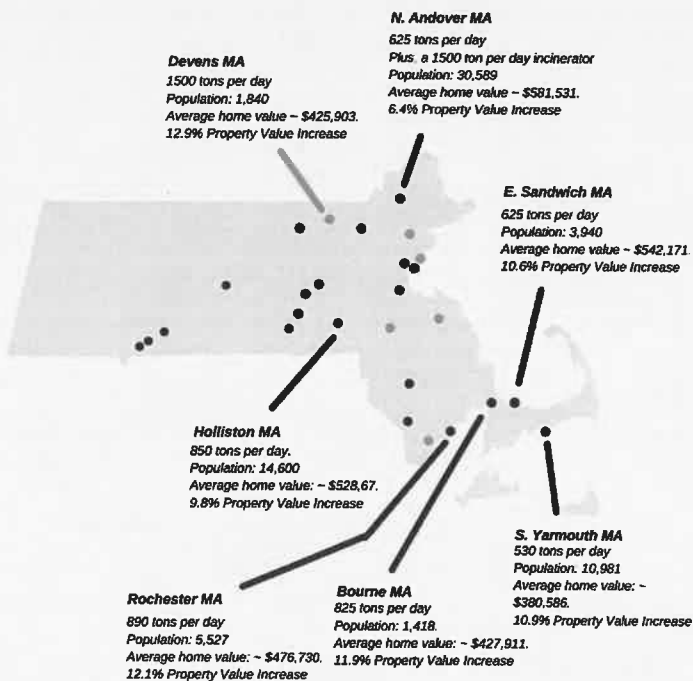 N. Andover MA
625 tons per day
Plus, a 1500 ton per day incinerator
Population: 30,589
Average home value ~ $581,531.
6.4% Property Value Increase
Devens MA
1500 tons per day
Population: 1,840
Average home value ~ $425,903.
12.9% Property Value Increase
E. Sandwich MA
625 tons per day
Population: 3,940
Average home value ~ $542,171.
10.6% Property Value Increase
Holliston MA
850 tons per day.
Population: 14,600
Average home value: ~ $528,67.
9.8% Property Value Increase
S. Yarmouth MA
530 tons per day
Population: 10,981
Average home value: ~
$380,586.
10.9% Property Value Increase
Rochester MA
890 tons per day
Population: 5,527
Average home value: ~ $476,730.
12.1% Property Value Increase
Bourne MA
825 tons per day
Population: 1,418.
Average home value: ~ $427,911.
11.9% Property Value Increase